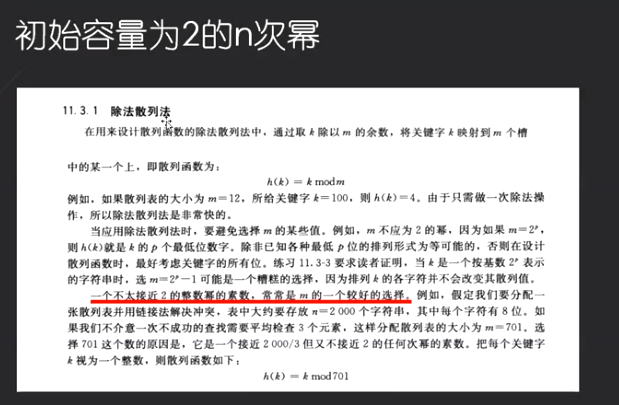 初始容量为2的n次幂
11.3.1 除法散列法
在用来设计散列函数的除法散列法中，通过取 k 除以 m 的余数，将关键字 k 映射到 m 个槽
中的某一个上，即散列函数为：
h(k) = k modm
例如，如果散列表的大小为 m=12，所给关键字 k=100，则 h(k)=4。由于只需做一次除法操
作，所以除法散列法是非常快的。
当应用除法散列法时，要避免选择 m 的某些值。例如，m 不应为 2 的幂，因为如果 m=2ᵖ，
则 h(k)就是 k 的 p 个最低位数字。除非已知各种最低 p 位的排列形式为等可能的，否则在设计
散列函数时，最好考虑关键字的所有位。练习 11.3-3 要求读者证明，当 k 是一个按基数 2ᵖ 表示
的字符串时，选 m=2ᵖ-1 可能是一个糟糕的选择，因为排列 k 的各字符并不会改变其散列值。
一个不太接近 2 的整数幂的素数，常常是 m 的一个较好的选择。例如，假定我们要分配一
张散列表并用链接法解决冲突，表中大约要存放 n=2 000 个字符串，其中每个字符有 8 位。如
果我们不介意一次不成功的查找需要平均检查 3 个元素，这样分配散列表的大小为 m=701。选
择 701 这个数的原因是，它是一个接近 2 000/3 但又不接近 2 的任何次幂的素数。把每个关键字
k 视为一个整数，则散列函数如下：
h(k) = k mod701